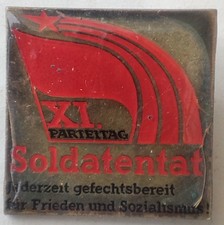 XI.
PARTEITAG
Soldatentat
Jederzeit gefechtsbereit
für Frieden und Sozialismus!